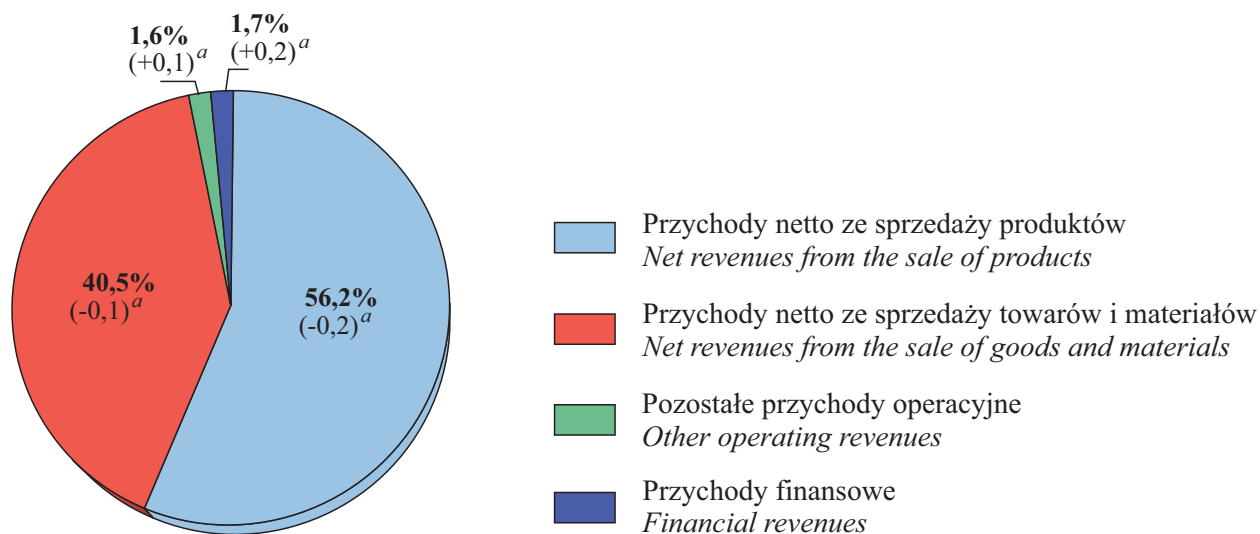 1,6%
(+0,1)a
1,7%
(+0,2)a
40,5%
(-0,1)a
56,2%
(-0,2)a
Przychody netto ze sprzedaży produktów
Net revenues from the sale of products
Przychody netto ze sprzedaży towarów i materiałów
Net revenues from the sale of goods and materials
Pozostałe przychody operacyjne
Other operating revenues
Przychody finansowe
Financial revenues